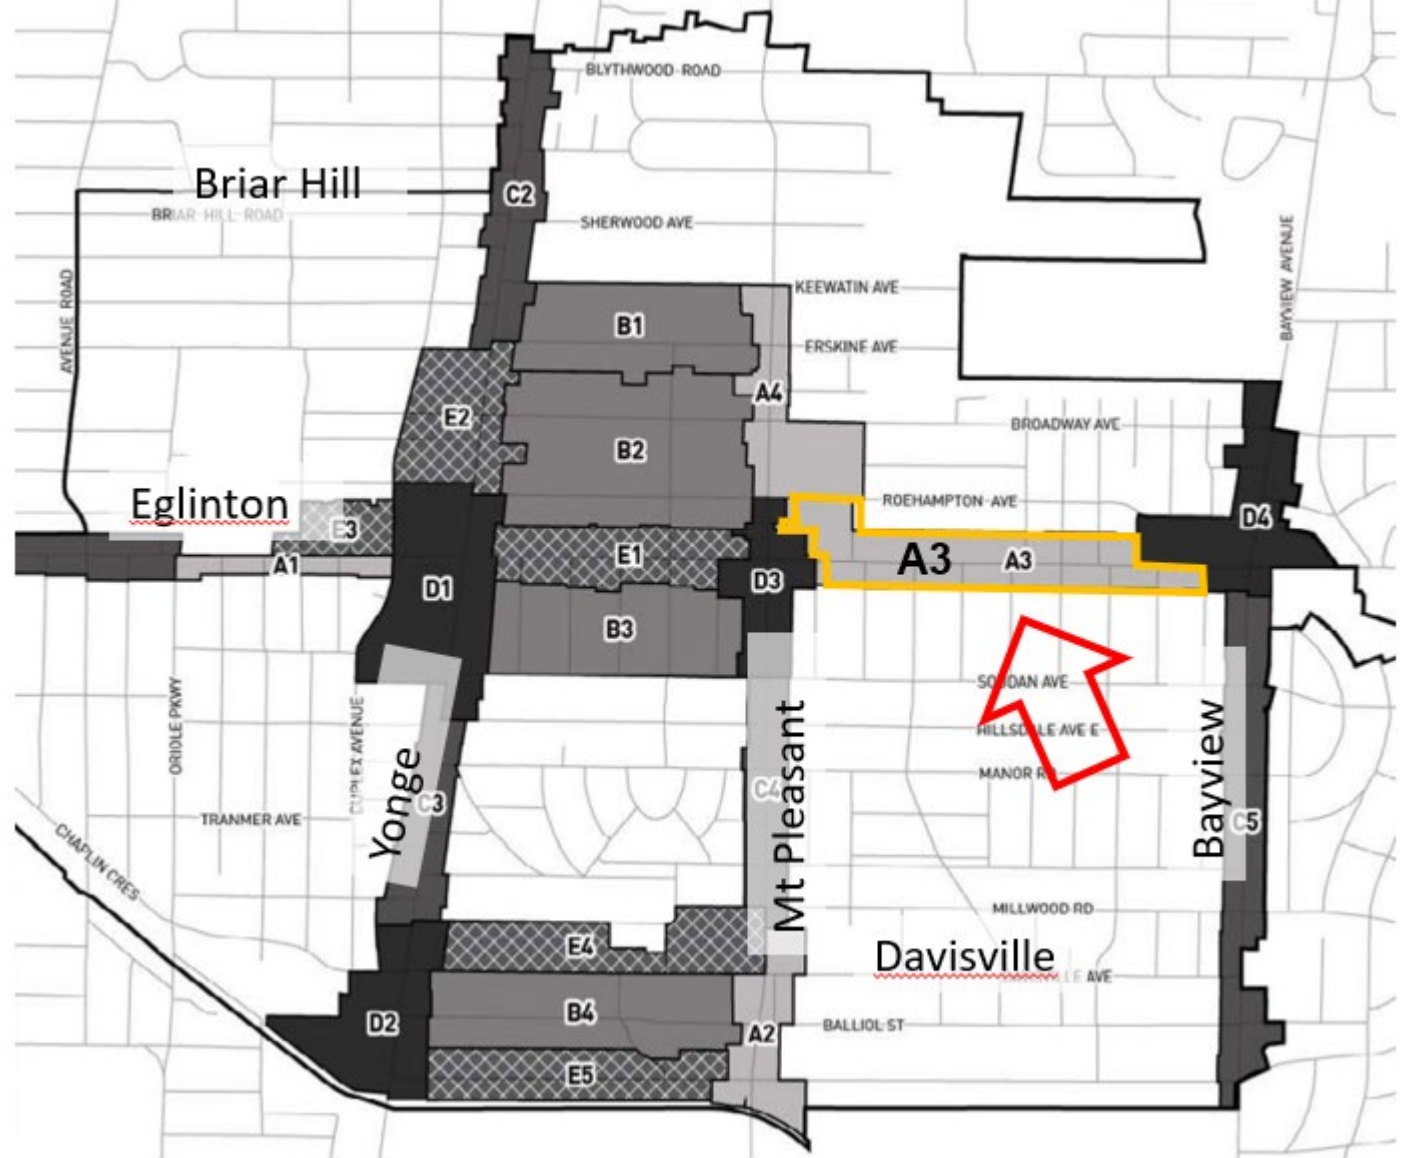 BLYTHWOOD ROAD
Briar Hill
C2
BRIAR HILL ROAD
SHERWOOD AVE
BAYVIEW AVENUE
AVENUE ROAD
KEEWATIN AVE
B1
ERSKINE AVE
A4
E2
BROADWAY AVE
B2
Eglinton
ROEHAMPTON AVE
D4
E3
E1
A3
A3
A1
D3
D1
B3
SOUDAN AVE
ORIOLE PKWY
DUPLEX AVENUE
Mt Pleasant
Bayview
HILLSDALE AVE E
Yonge
MANOR RD
C4
C3
TRANMER AVE
C5
CHAPLIN CRES
MILLWOOD RD
E4
Davisville
AVE
B4
D2
A2
BALLIOL ST
E5